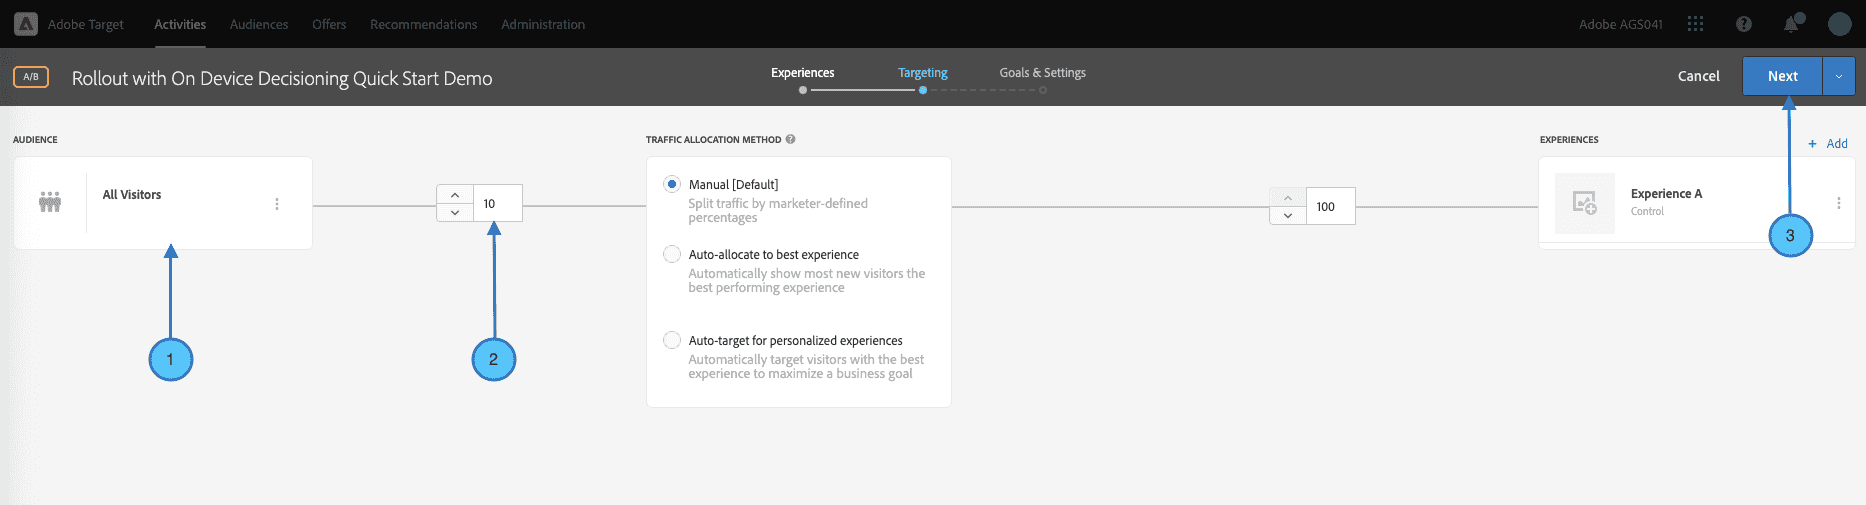 Adobe Target
Activities
Audiences
Offers
Recommendations
Administration
Adobe AGS041
A/B
Rollout with On Device Decisioning Quick Start Demo
Experiences
Targeting
Goals & Settings
Cancel
Next
AUDIENCE
TRAFFIC ALLOCATION METHOD
EXPERIENCES
+ Add
All Visitors
10
Manual [Default]
Split traffic by marketer-defined
percentages
Auto-allocate to best experience
Automatically show most new visitors the
best performing experience
Auto-target for personalized experiences
Automatically target visitors with the best
experience to maximize a business goal
100
Experience A
Control
1
2
3